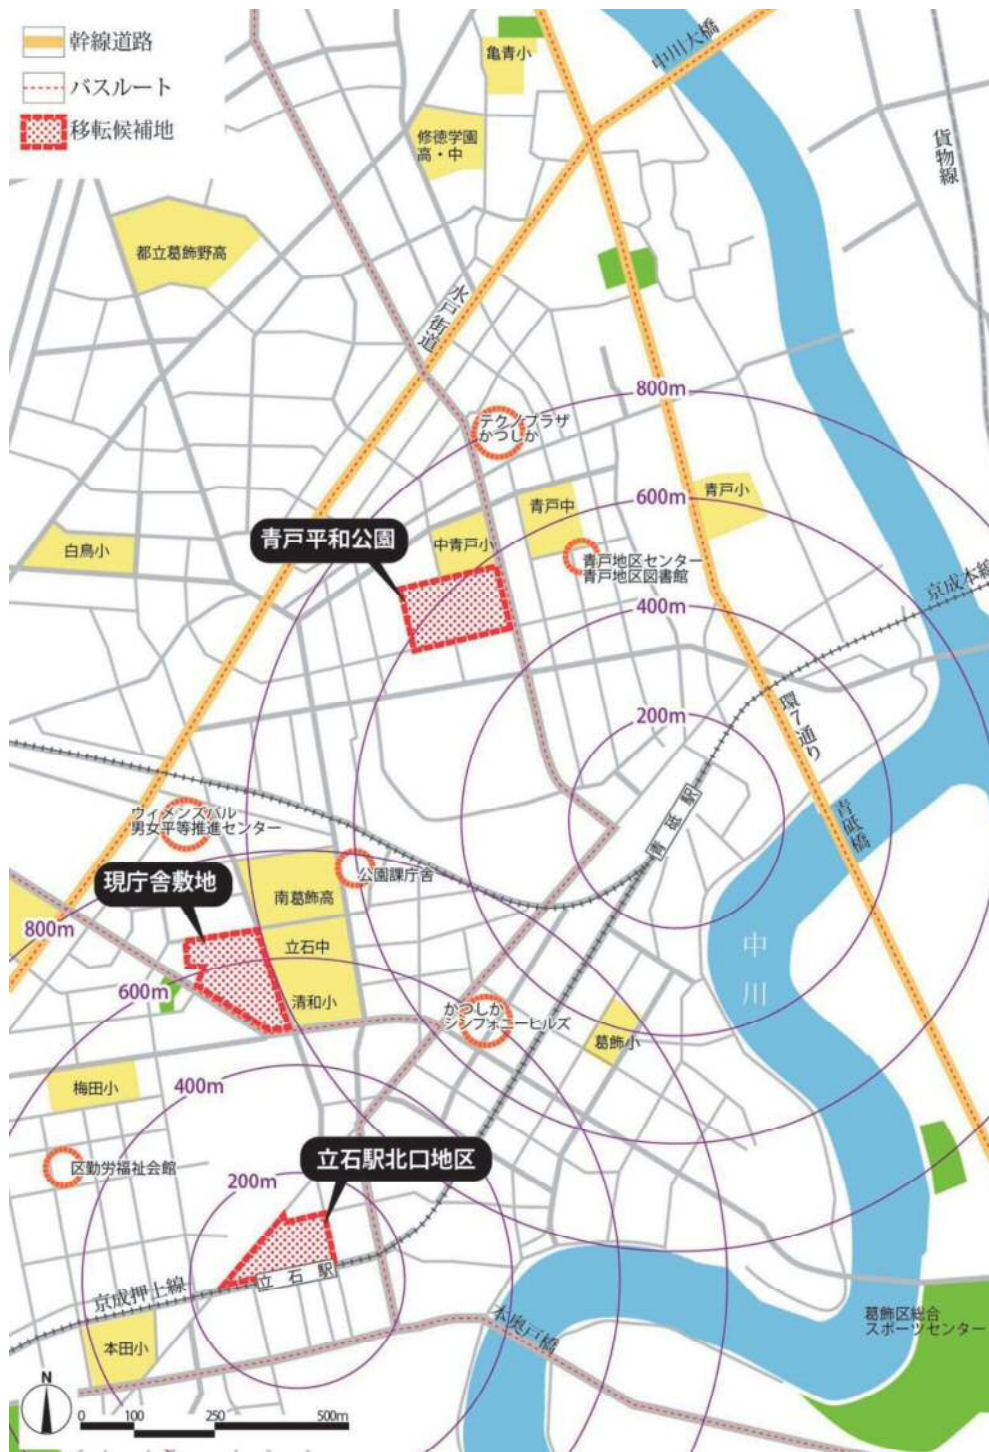 幹線道路
バスルート
移転候補地
亀青小
中川大橋
修徳学園
高・中
貨物線
都立葛飾野高
水戸街道
800m
テクノプラザ
かつしか
600m
青戸小
青戸中
青戸平和公園
中青戸小
白鳥小
青戸地区センター
青戸地区図書館
京成本線
400m
200m
環7通り
青砥駅
青砥橋
ウィメンズパル
男女平等推進センター
公園課庁舎
現庁舎敷地
南葛飾高
800m
立石中
中川
600m
清和小
かつしか
シンフォニーヒルズ
葛飾小
梅田小
400m
立石駅北口地区
区勤労福祉会館
200m
立石駅
京成押上線
本奥戸橋
葛飾区総合
スポーツセンター
本田小
N
0 100 250 500m